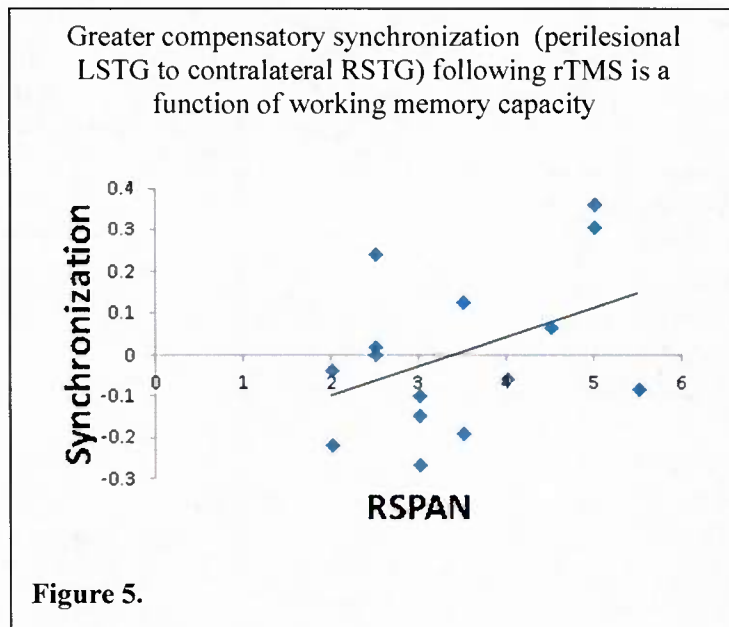 Greater compensatory synchronization (perilesional
LSTG to contralateral RSTG) following rTMS is a
function of working memory capacity
Synchronization
0.4
0.3
0.2
0.1
0
-0.1
-0.2
-0.3
0 1 2 3 4 5 6
RSPAN
Figure 5.